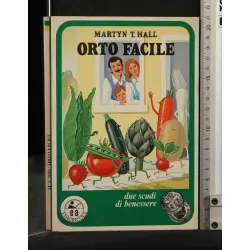 MARTYN T. HALL
ORTO FACILE
due scudi
di benessere